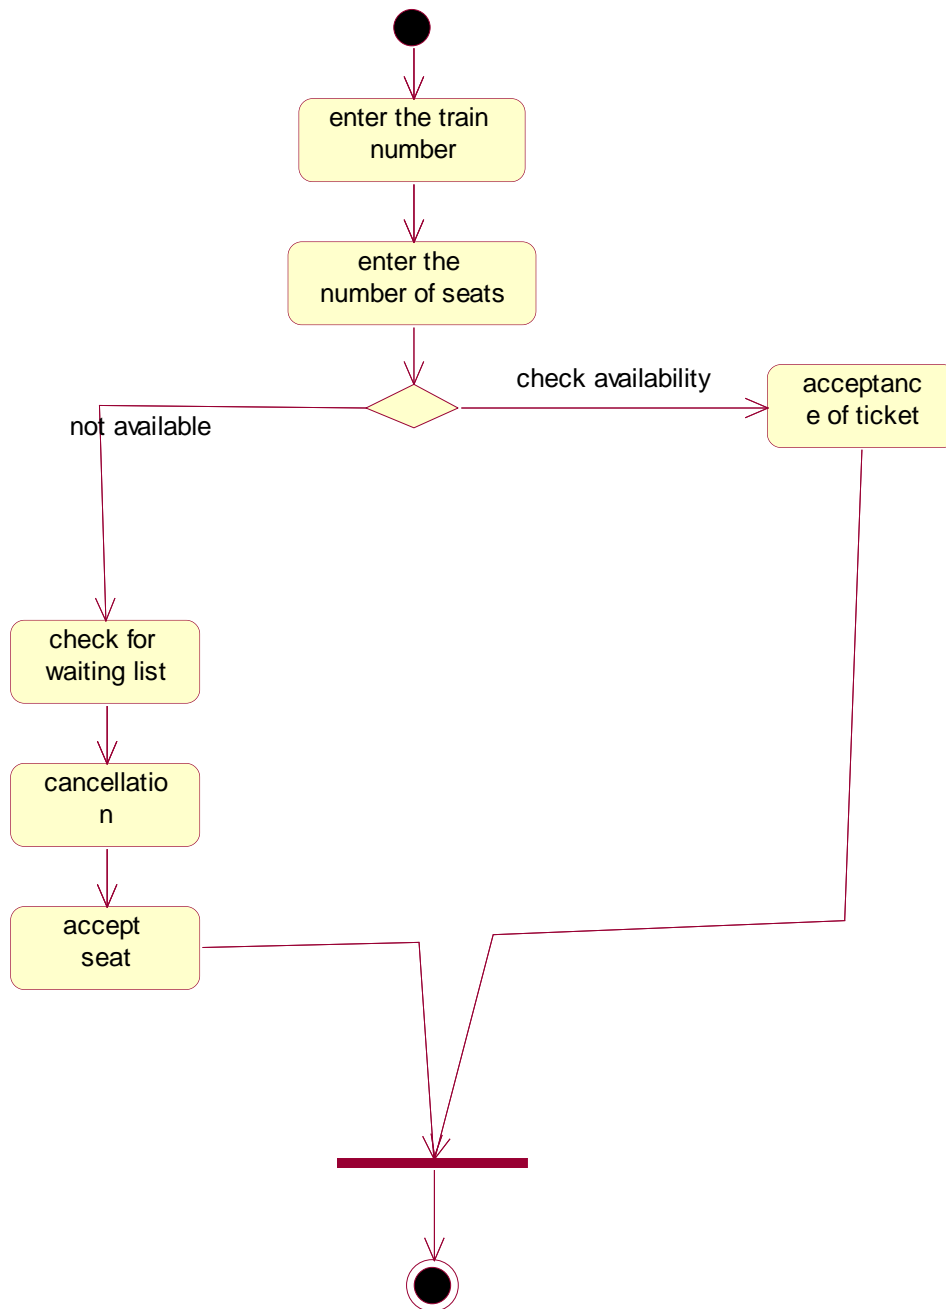 enter the train
number
enter the
number of seats
check availability
acceptanc
e of ticket
not available
check for
waiting list
cancellatio
n
accept
seat